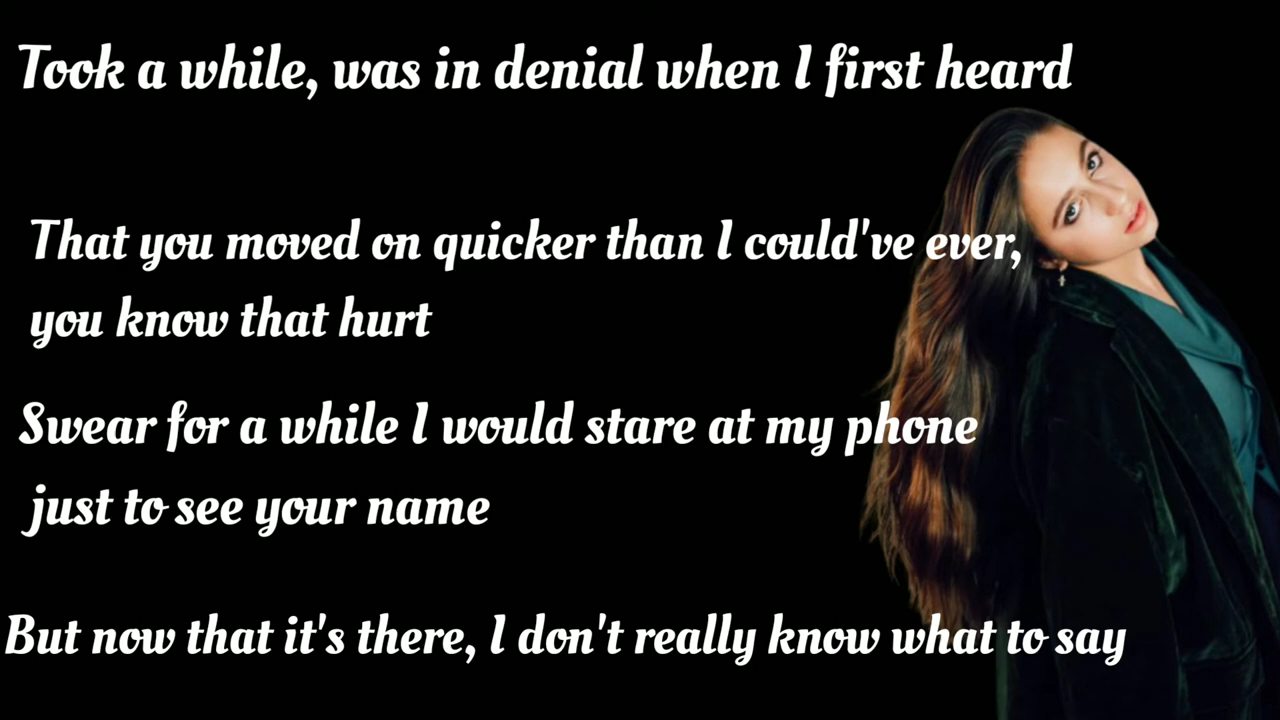 Took a while, was in denial when I first heard
That you moved on quicker than I could've ever,
you know that hurt
Swear for a while I would stare at my phone
just to see your name
But now that it's there, I don't really know what to say